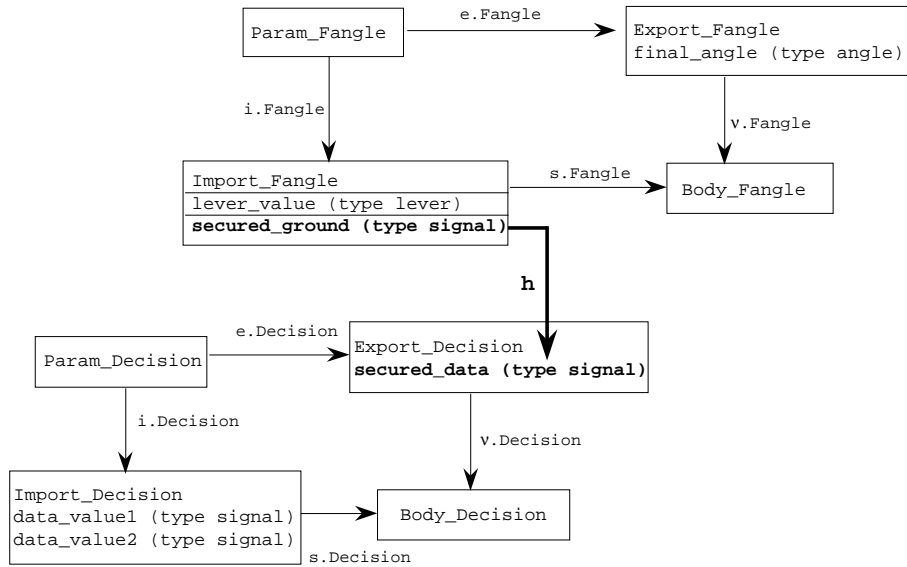 e.Fangle
Param_Fangle
Export_Fangle
final_angle (type angle)
i.Fangle
ν.Fangle
Import_Fangle
s.Fangle
Body_Fangle
lever_value (type lever)
secured_ground (type signal)
h
e.Decision
Param_Decision
Export_Decision
secured_data (type signal)
i.Decision
ν.Decision
Import_Decision
data_value1 (type signal)
data_value2 (type signal)
Body_Decision
s.Decision